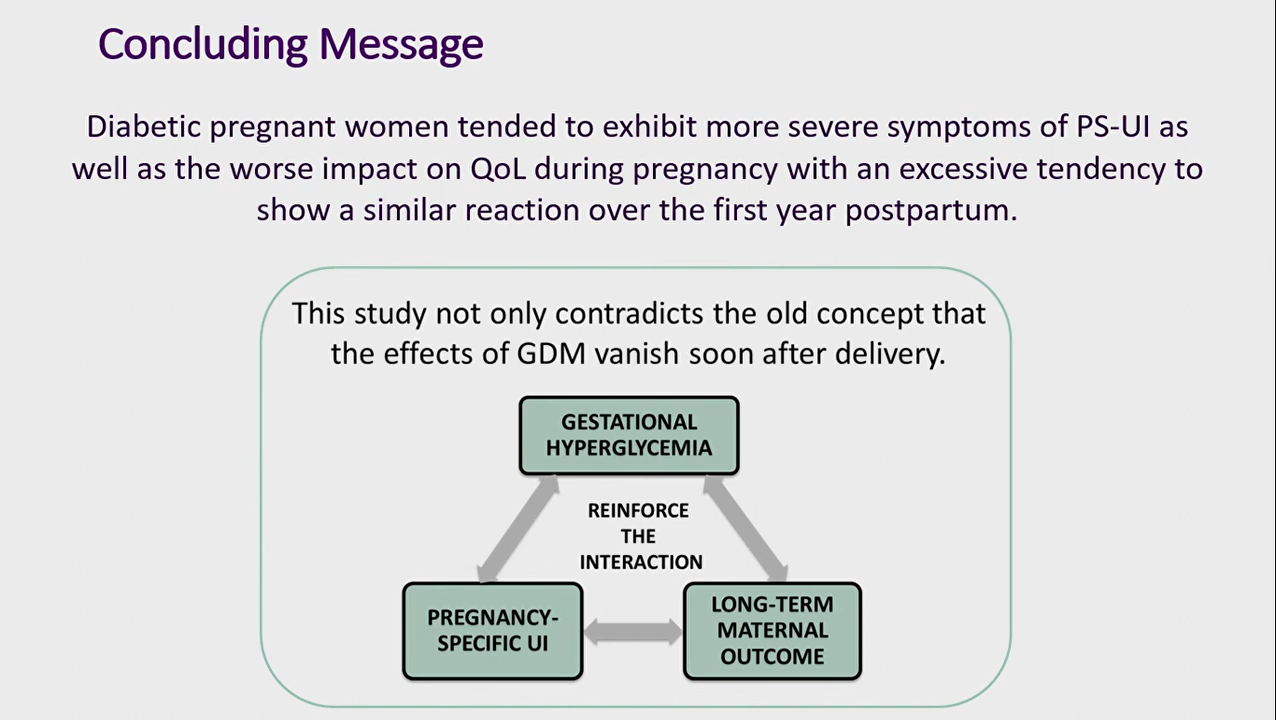 Concluding Message
Diabetic pregnant women tended to exhibit more severe symptoms of PS-UI as
well as the worse impact on QoL during pregnancy with an excessive tendency to
show a similar reaction over the first year postpartum.
This study not only contradicts the old concept that
the effects of GDM vanish soon after delivery.
GESTATIONAL
HYPERGLYCEMIA
REINFORCE
THE
INTERACTION
PREGNANCY-
SPECIFIC UI
LONG-TERM
MATERNAL
OUTCOME